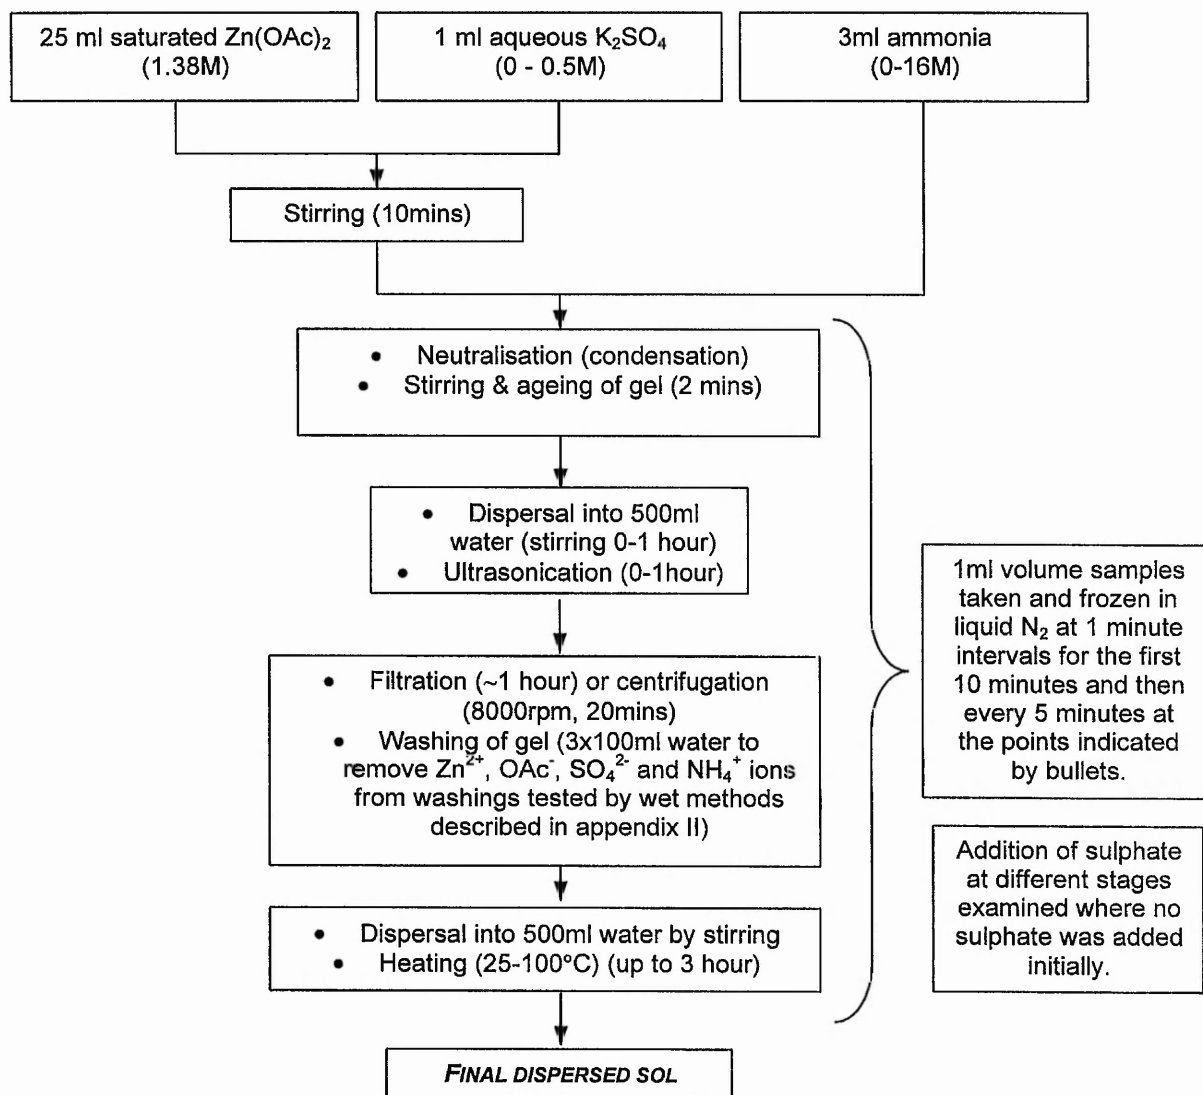 25 ml saturated Zn(OAc)₂
(1.38M)
1 ml aqueous K₂SO₄
(0 - 0.5M)
3ml ammonia
(0-16M)
Stirring (10mins)
• Neutralisation (condensation)
• Stirring & ageing of gel (2 mins)
• Dispersal into 500ml
water (stirring 0-1 hour)
• Ultrasonication (0-1hour)
• Filtration (~1 hour) or centrifugation
(8000rpm, 20mins)
• Washing of gel (3x100ml water to
remove Zn²⁺, OAc⁻, SO₄²⁻ and NH₄⁺ ions
from washings tested by wet methods
described in appendix II)
• Dispersal into 500ml water by stirring
• Heating (25-100°C) (up to 3 hour)
FINAL DISPERSED SOL
1ml volume samples
taken and frozen in
liquid N₂ at 1 minute
intervals for the first
10 minutes and then
every 5 minutes at
the points indicated
by bullets.
Addition of sulphate
at different stages
examined where no
sulphate was added
initially.